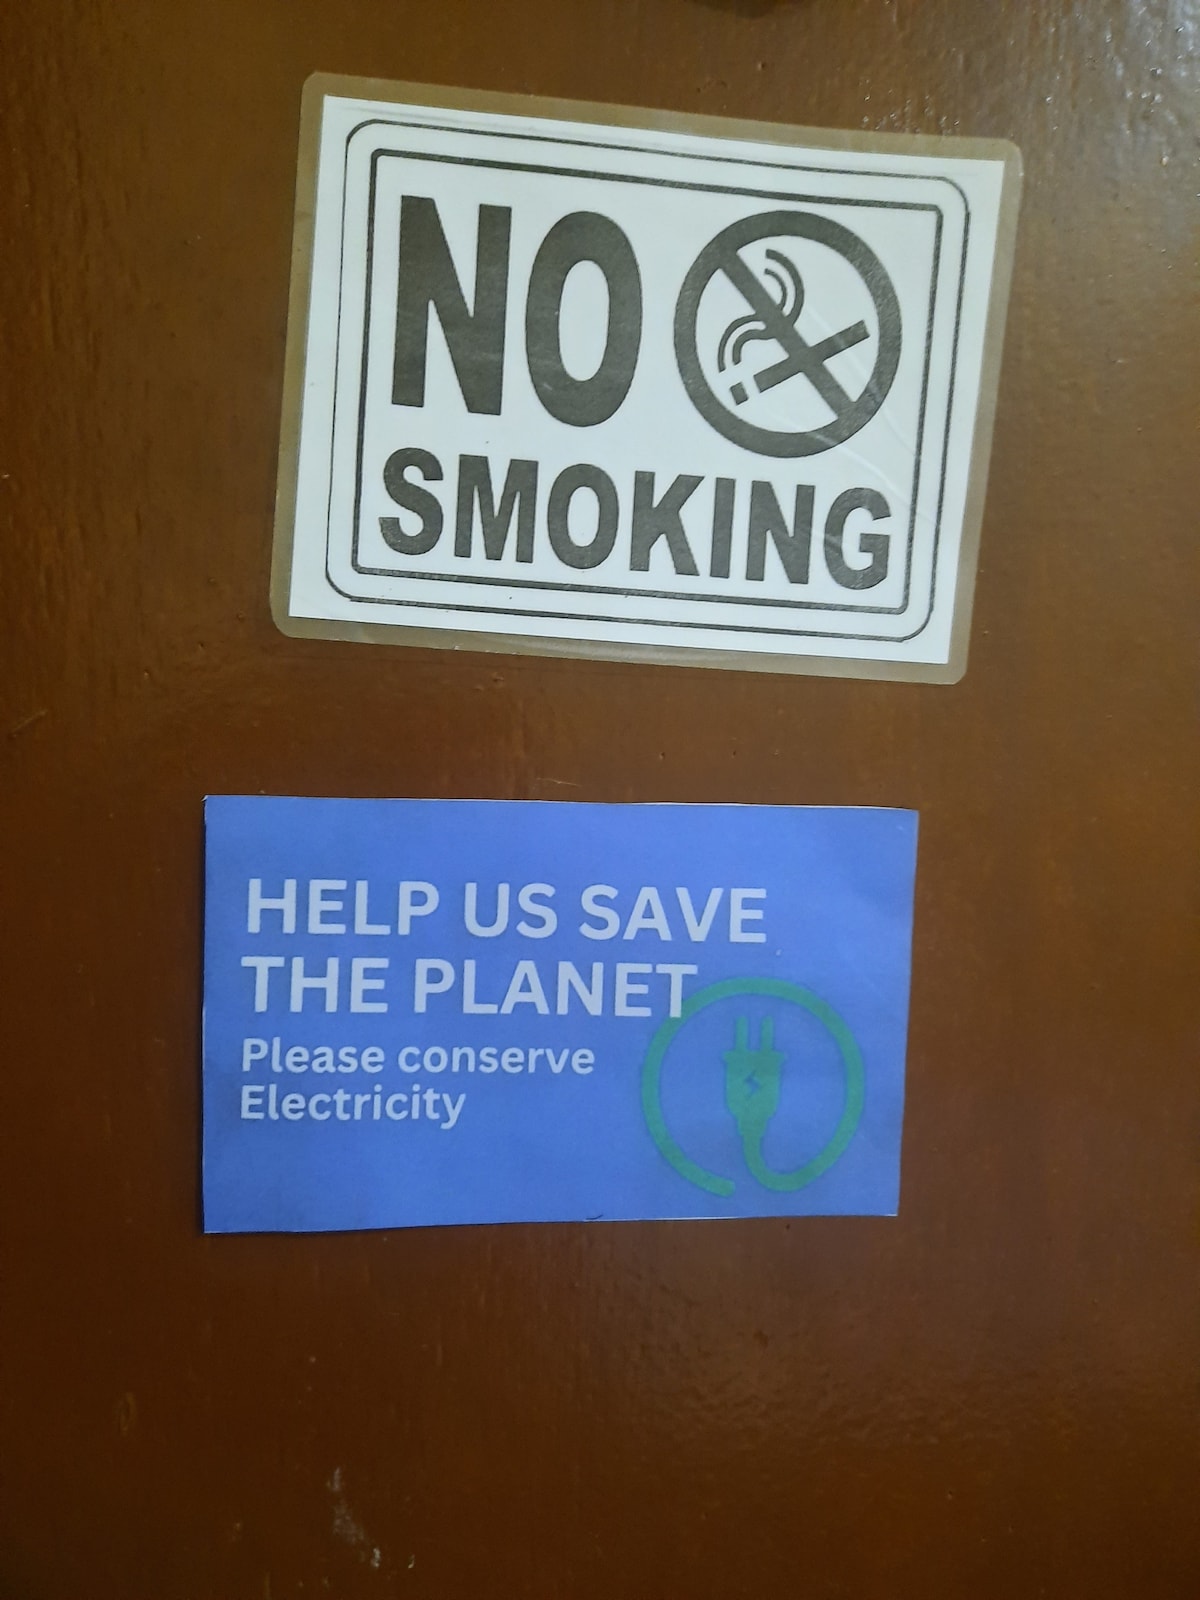 NO
SMOKING
HELP US SAVE
THE PLANET
Please conserve
Electricity